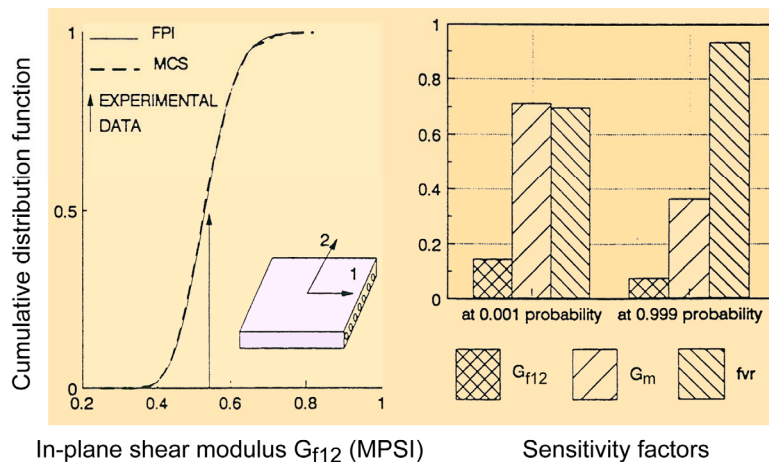 FPI
MCS
EXPERIMENTAL
DATA
1
0.5
0
0.2
0.4
0.6
0.8
1
2
1
Cumulative distribution function
In-plane shear modulus Gf12 (MPSI)
1
0.8
0.6
0.4
0.2
0
at 0.001 probability
at 0.999 probability
Gf12
Gm
fvr
Sensitivity factors